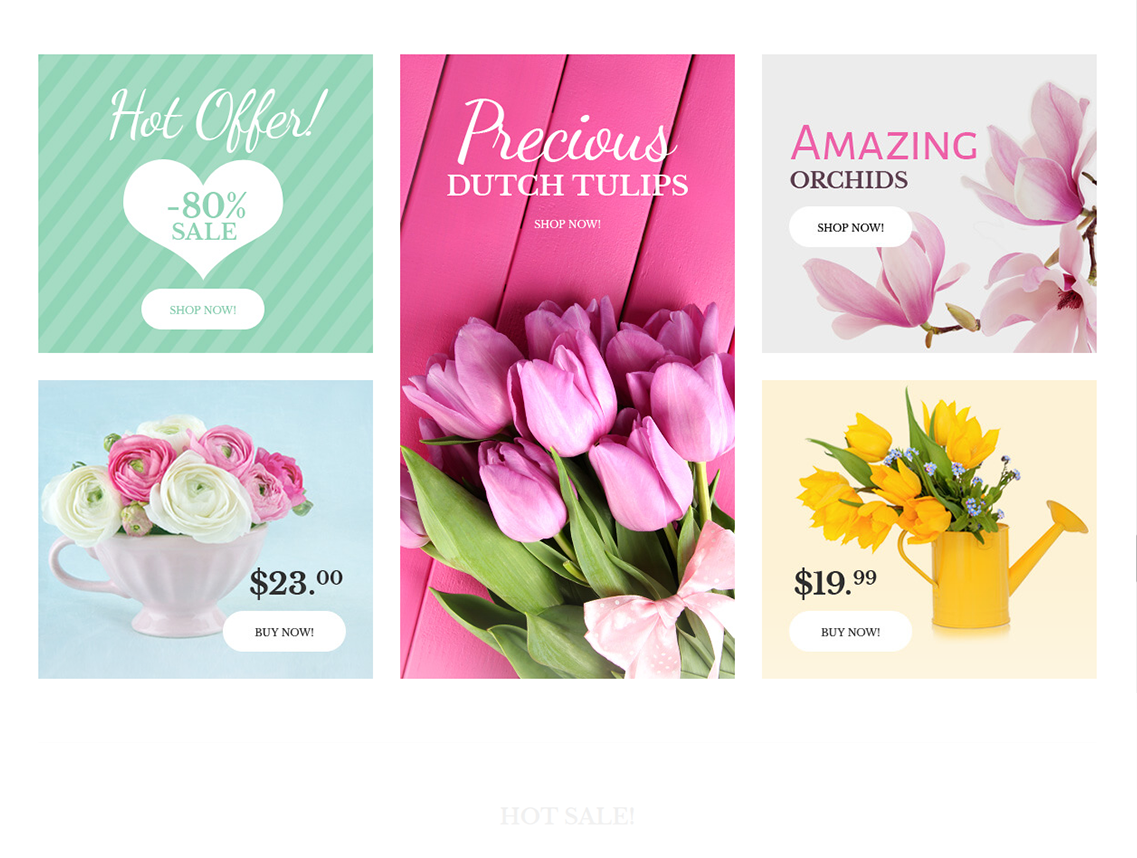 Hot Offer!
-80%
SALE
SHOP NOW!
Precious
DUTCH TULIPS
SHOP NOW!
AMAZING
ORCHIDS
SHOP NOW!
$23.00
BUY NOW!
$19.99
BUY NOW!
HOT SALE!